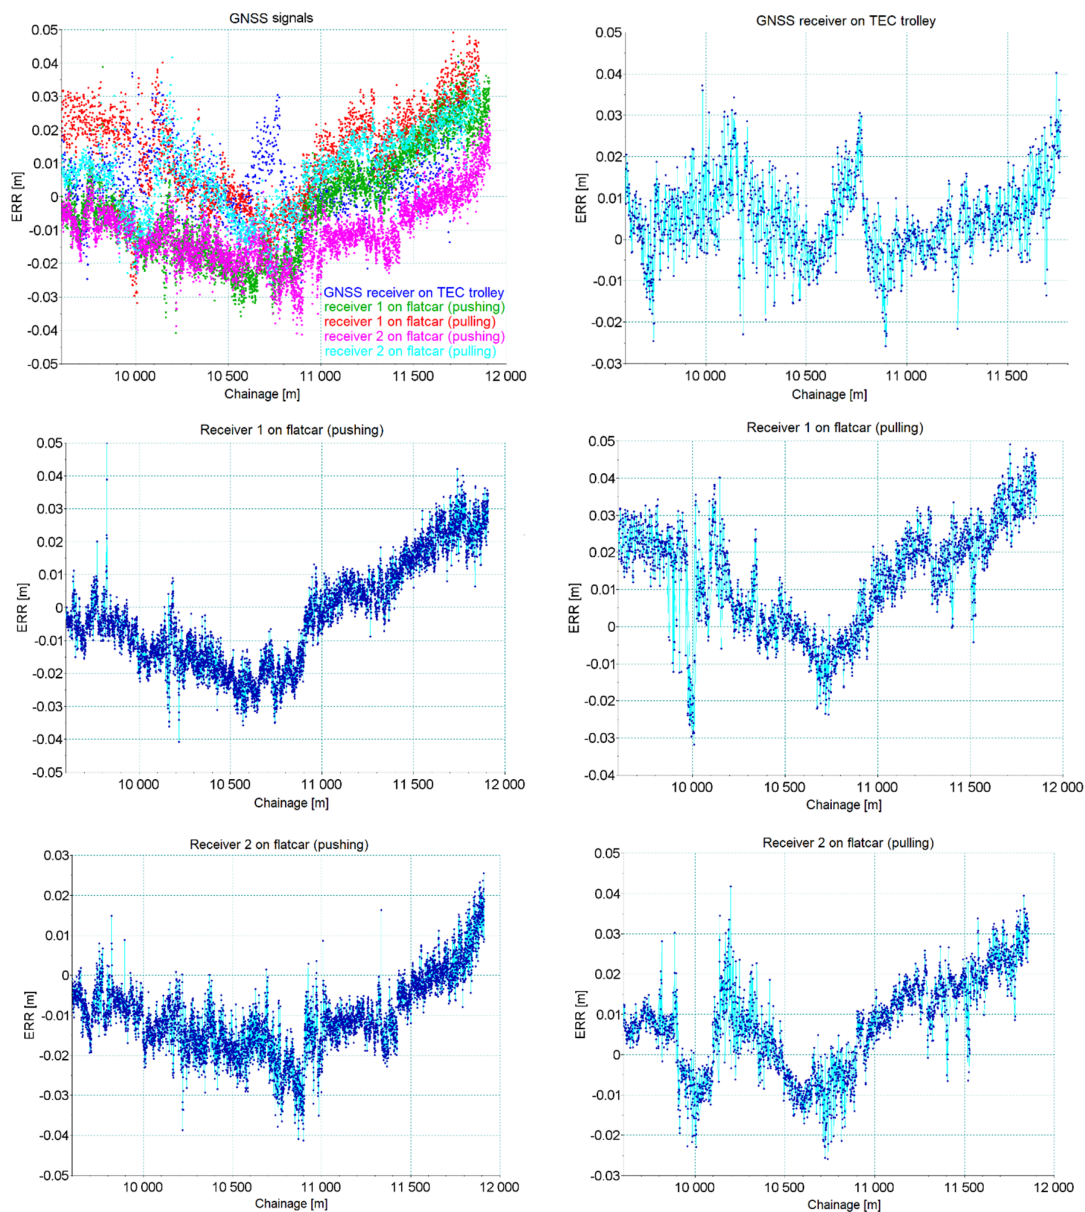 GNSS signals
0.05
0.04
0.03
0.02
0.01
0
-0.01
-0.02
-0.03
-0.04
-0.05
ERR [m]
GNSS receiver on TEC trolley
receiver 1 on flatcar (pushing)
receiver 1 on flatcar (pulling)
receiver 2 on flatcar (pushing)
receiver 2 on flatcar (pulling)
10 000 10 500 11 000 11 500 12 000
Chainage [m]
GNSS receiver on TEC trolley
0.05
0.04
0.03
0.02
0.01
0
-0.01
-0.02
-0.03
ERR [m]
10 000 10 500 11 000 11 500
Chainage [m]
Receiver 1 on flatcar (pushing)
0.05
0.04
0.03
0.02
0.01
0
-0.01
-0.02
-0.03
-0.04
-0.05
ERR [m]
10 000 10 500 11 000 11 500 12 000
Chainage [m]
Receiver 1 on flatcar (pulling)
0.05
0.04
0.03
0.02
0.01
0
-0.01
-0.02
-0.03
-0.04
ERR [m]
10 000 10 500 11 000 11 500 12 000
Chainage [m]
Receiver 2 on flatcar (pushing)
0.03
0.02
0.01
0
-0.01
-0.02
-0.03
-0.04
-0.05
ERR [m]
10 000 10 500 11 000 11 500 12 000
Chainage [m]
Receiver 2 on flatcar (pulling)
0.05
0.04
0.03
0.02
0.01
0
-0.01
-0.02
-0.03
ERR [m]
10 000 10 500 11 000 11 500 12 000
Chainage [m]